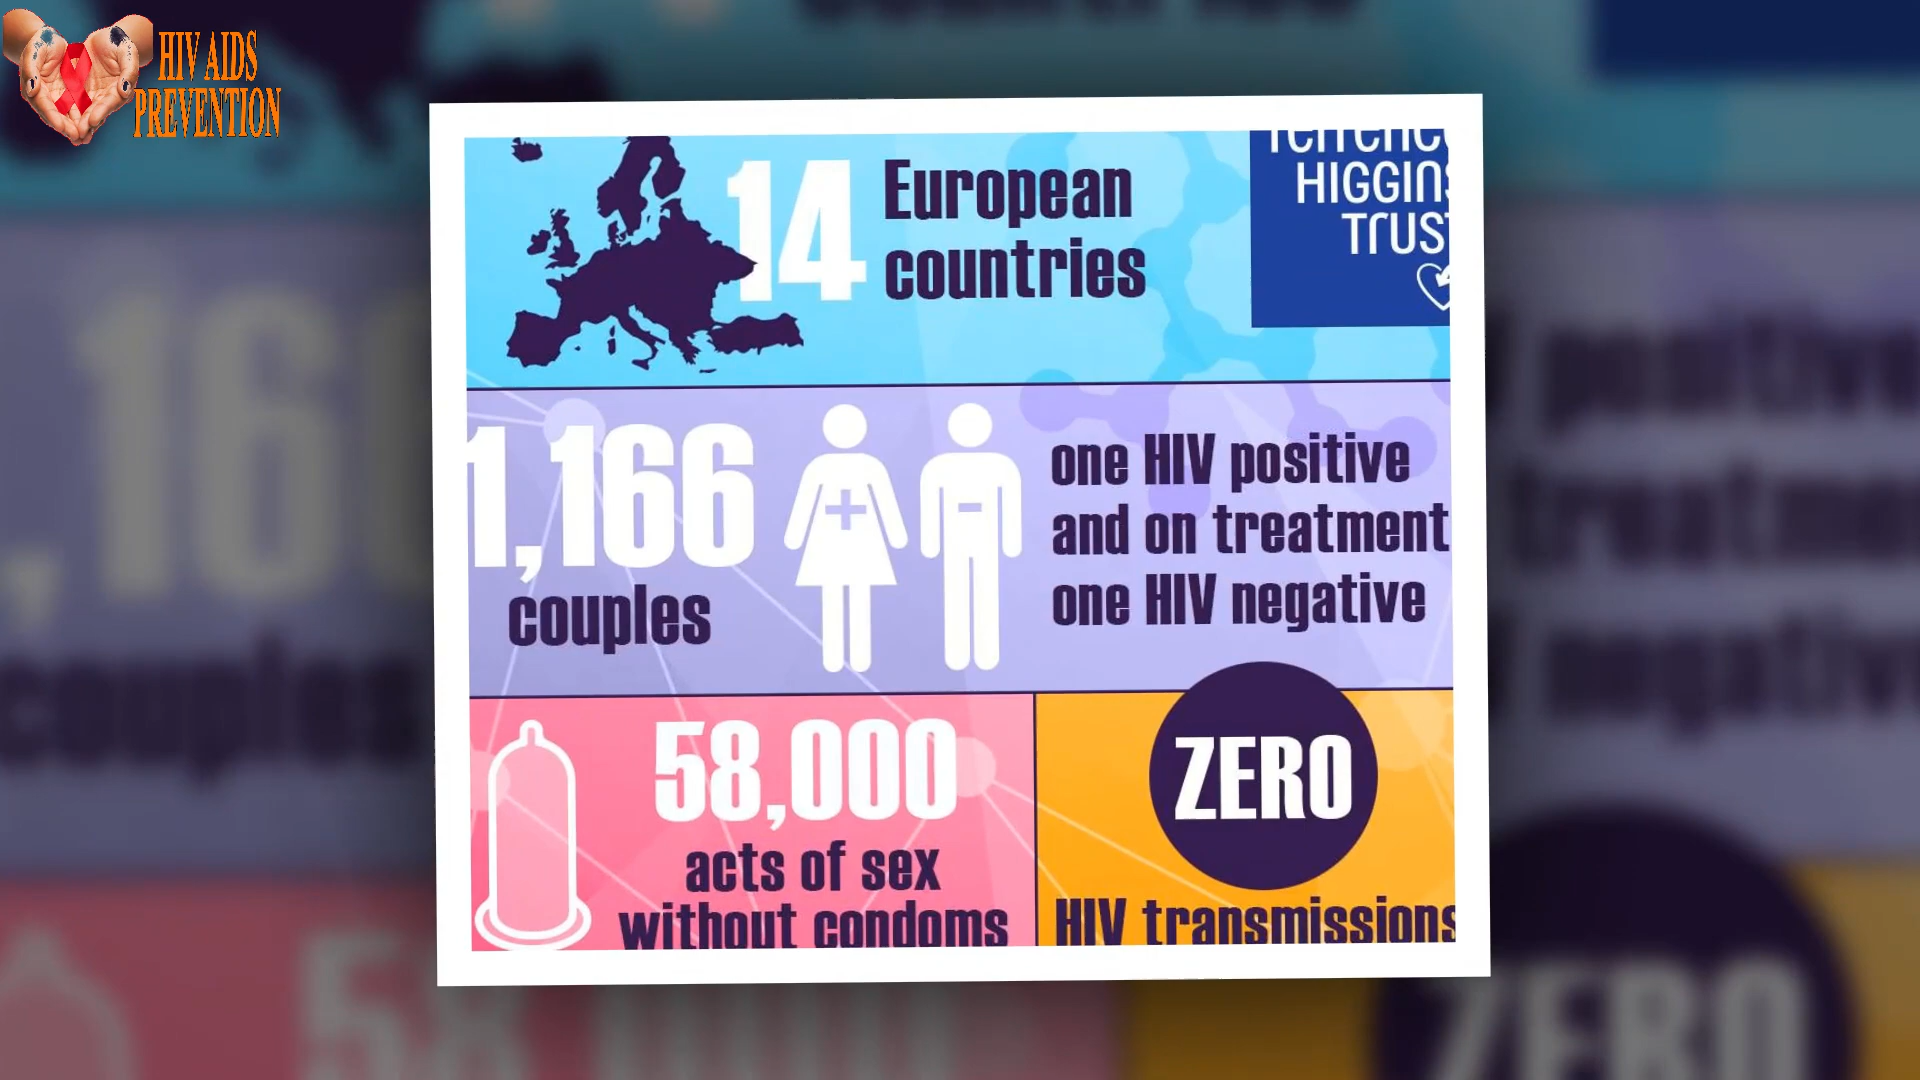 HIV AIDS
PREVENTION
14
European
countries
HIGGINS
TRUST
1,166
couples
+
-
one HIV positive
and on treatment
one HIV negative
58,000
acts of sex
without condoms
ZERO
HIV transmissions